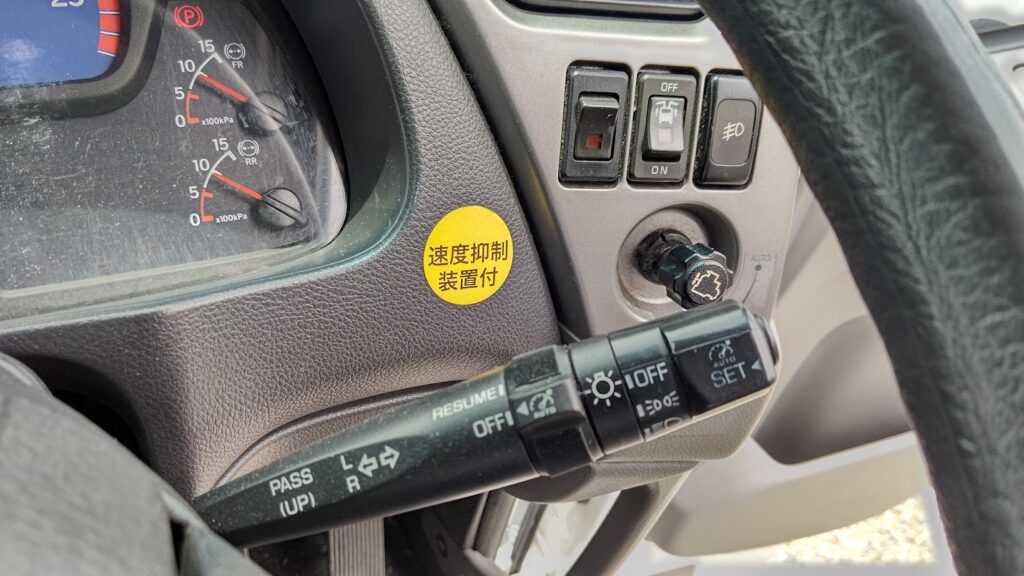 25
P
15
FR
10
5
0
x100kPa
15
RR
10
5
0
x100kPa
速度抑制
装置付
OFF
ON
AUTO
RESUME
OFF
OFF
AUTO
SET
PASS
(UP)
L
R